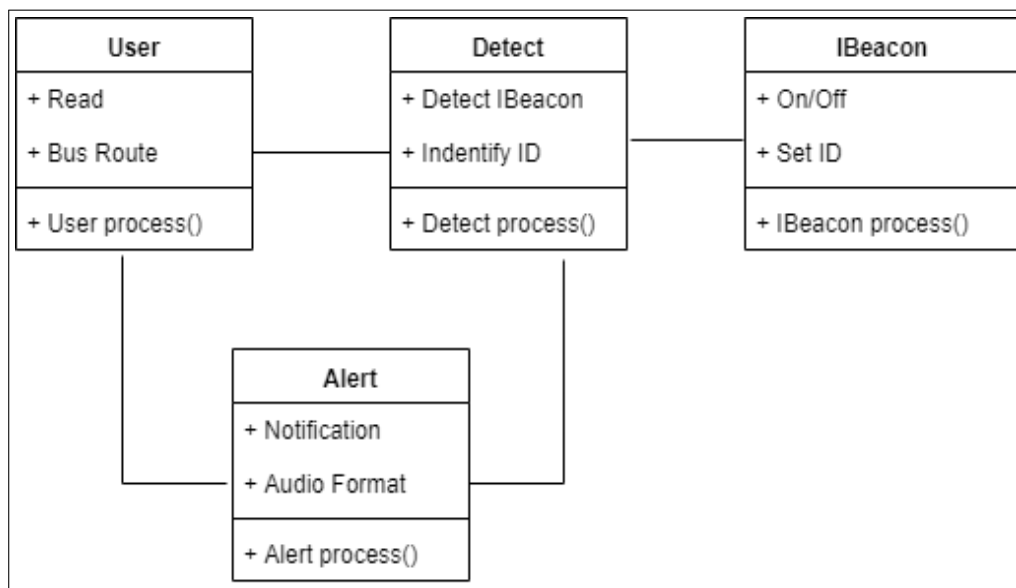 User
+ Read
+ Bus Route
+ User process()
Detect
+ Detect IBeacon
+ Indentify ID
+ Detect process()
IBeacon
+ On/Off
+ Set ID
+ IBeacon process()
Alert
+ Notification
+ Audio Format
+ Alert process()